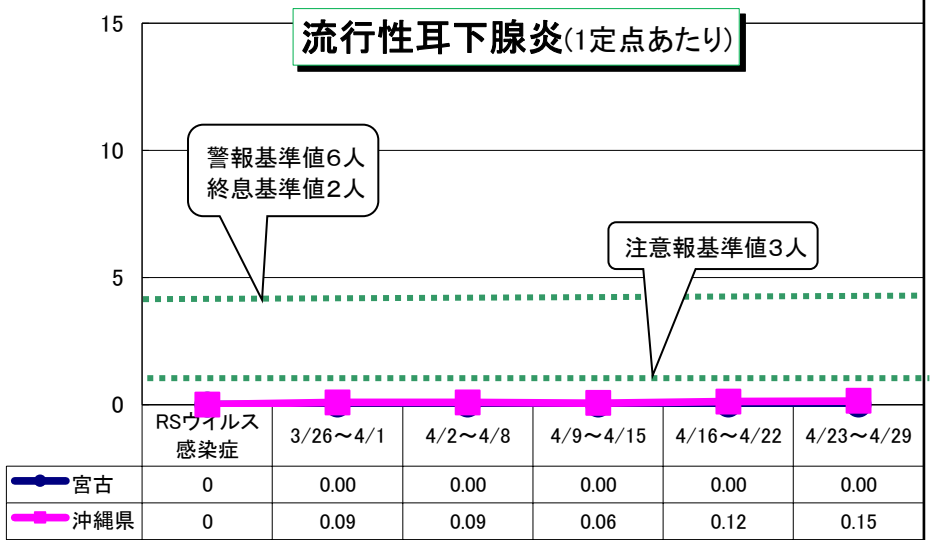 流行性耳下腺炎(1定点あたり)
15
10
5
0
警報基準値6人
終息基準値2人
注意報基準値3人
RSウイルス
感染症
3/26～4/1
4/2～4/8
4/9～4/15
4/16～4/22
4/23～4/29
宮古 0 0.00 0.00 0.00 0.00 0.00
沖縄県 0 0.09 0.09 0.06 0.12 0.15